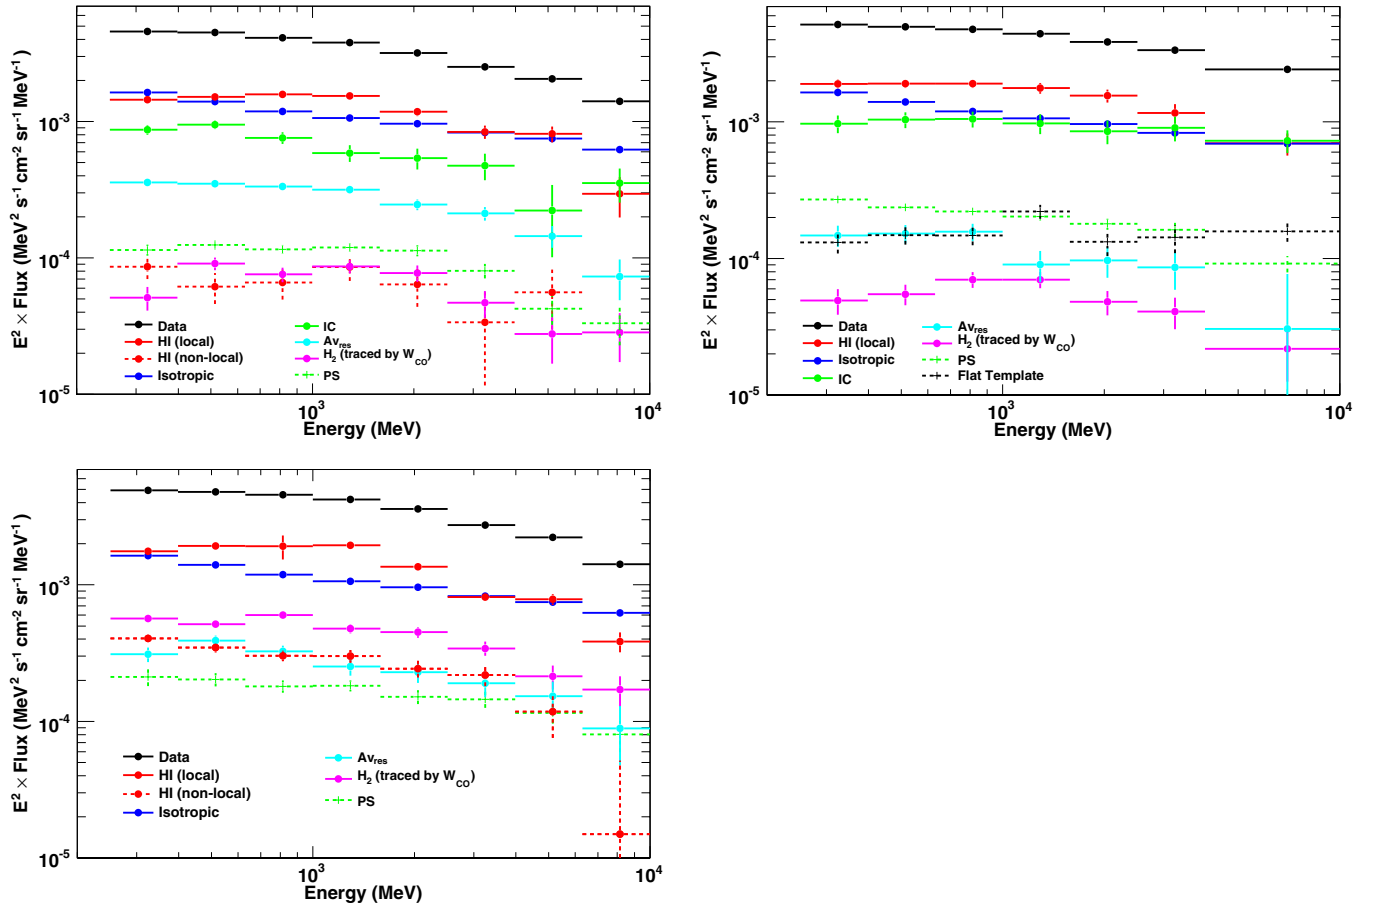 E² × Flux (MeV² s⁻¹ cm⁻² sr⁻¹ MeV⁻¹)
10⁻³
10⁻⁴
10⁻⁵
Data
HI (local)
HI (non-local)
Isotropic
IC
Av_res
H₂ (traced by W_CO)
PS
10³
10⁴
Energy (MeV)
E² × Flux (MeV² s⁻¹ cm⁻² sr⁻¹ MeV⁻¹)
10⁻³
10⁻⁴
10⁻⁵
Data
HI (local)
Isotropic
IC
Av_res
H₂ (traced by W_CO)
PS
Flat Template
10³
10⁴
Energy (MeV)
E² × Flux (MeV² s⁻¹ cm⁻² sr⁻¹ MeV⁻¹)
10⁻³
10⁻⁴
10⁻⁵
Data
HI (local)
HI (non-local)
Isotropic
Av_res
H₂ (traced by W_CO)
PS
10³
10⁴
Energy (MeV)